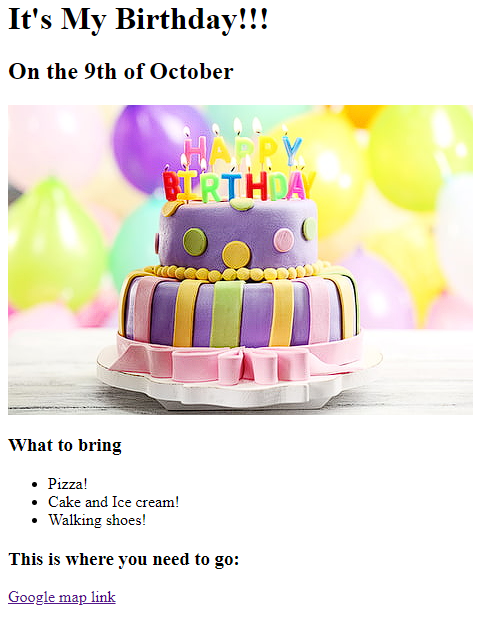 It's My Birthday!!!
On the 9th of October
HAPPY
BIRTHDAY
What to bring
Pizza!
Cake and Ice cream!
Walking shoes!
This is where you need to go:
Google map link